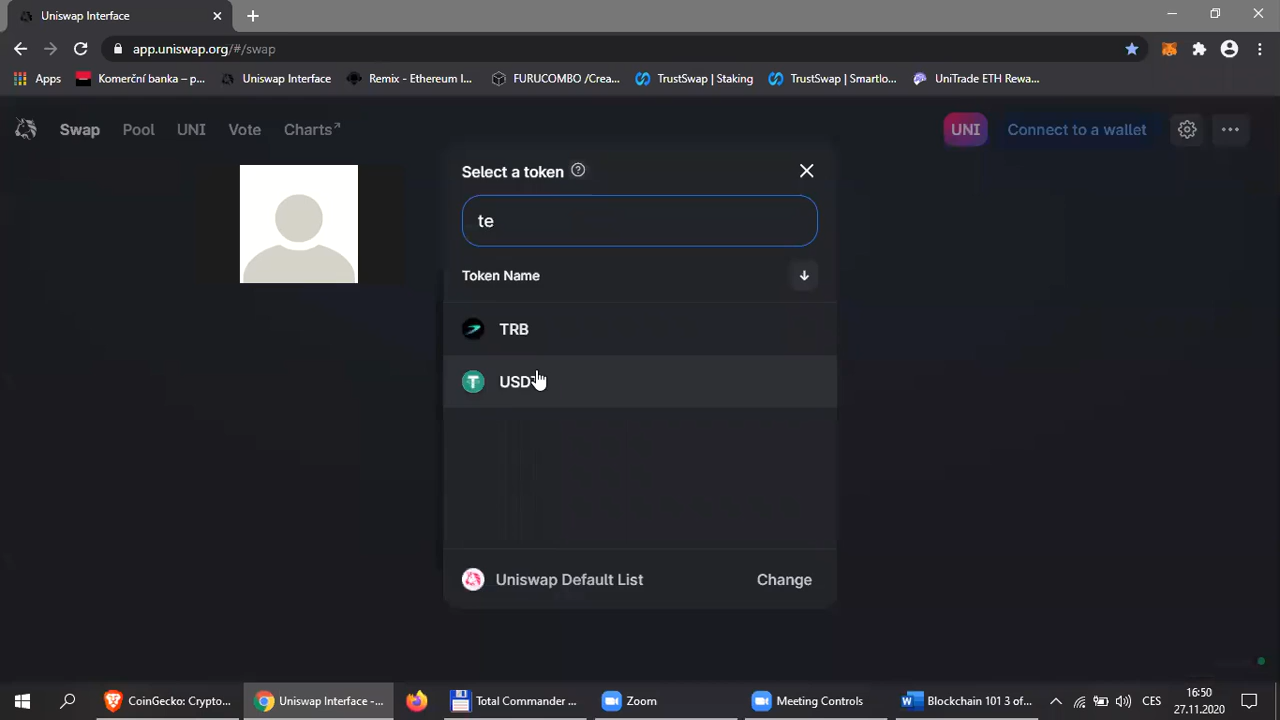 Uniswap Interface
app.uniswap.org/#/swap
Apps Komerční banka – p... Uniswap Interface Remix - Ethereum I... FURUCOMBO /Crea... TrustSwap | Staking TrustSwap | Smartlo... UniTrade ETH Rewa...
Swap Pool UNI Vote Charts↗ UNI Connect to a wallet
Select a token
te
Token Name
TRB
USDT
Uniswap Default List Change
CoinGecko: Crypto... Uniswap Interface -... Total Commander ... Zoom Meeting Controls Blockchain 101 3 of... CES 16:50
27.11.2020